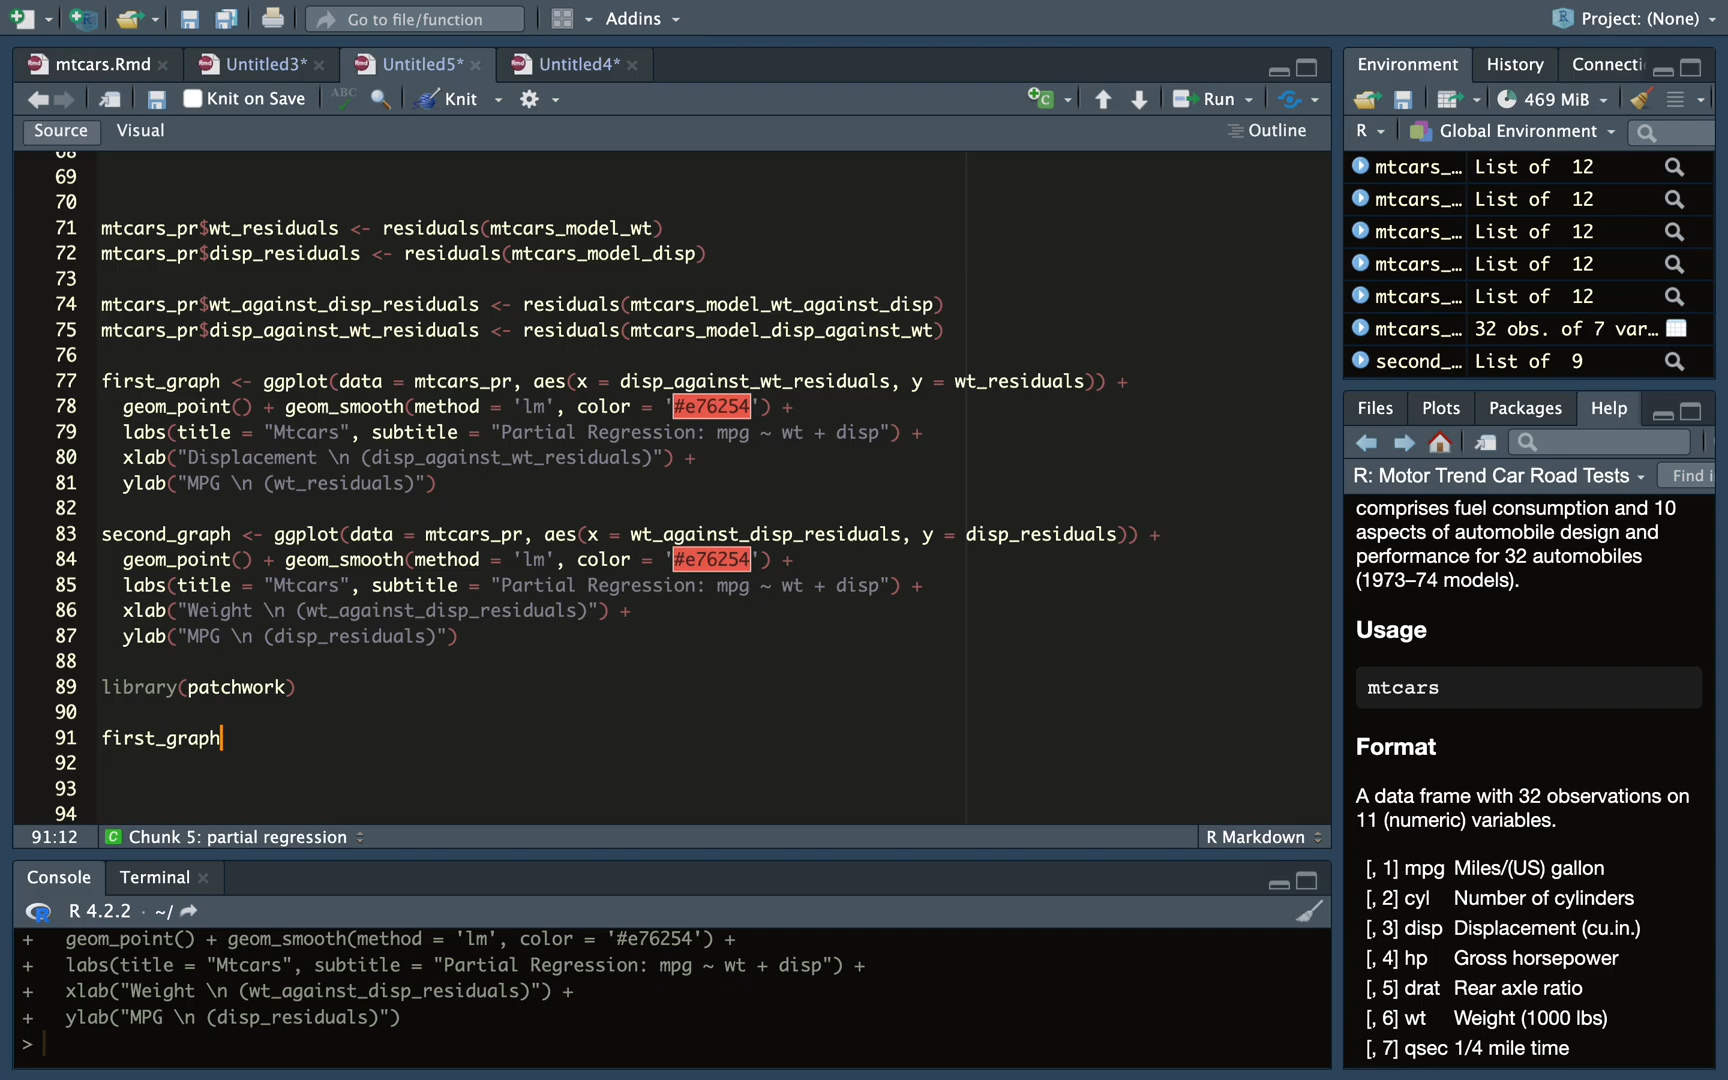 Go to file/function
Addins
Project: (None)
mtcars.Rmd
Untitled3*
Untitled5*
Untitled4*
Knit on Save
ABC
Knit
Run
Source
Visual
Outline
68
69
70
71 mtcars_pr$wt_residuals <- residuals(mtcars_model_wt)
72 mtcars_pr$disp_residuals <- residuals(mtcars_model_disp)
73
74 mtcars_pr$wt_against_disp_residuals <- residuals(mtcars_model_wt_against_disp)
75 mtcars_pr$disp_against_wt_residuals <- residuals(mtcars_model_disp_against_wt)
76
77 first_graph <- ggplot(data = mtcars_pr, aes(x = disp_against_wt_residuals, y = wt_residuals)) +
78 geom_point() + geom_smooth(method = 'lm', color = '#e76254') +
79 labs(title = "Mtcars", subtitle = "Partial Regression: mpg ~ wt + disp") +
80 xlab("Displacement \n (disp_against_wt_residuals)") +
81 ylab("MPG \n (wt_residuals)")
82
83 second_graph <- ggplot(data = mtcars_pr, aes(x = wt_against_disp_residuals, y = disp_residuals)) +
84 geom_point() + geom_smooth(method = 'lm', color = '#e76254') +
85 labs(title = "Mtcars", subtitle = "Partial Regression: mpg ~ wt + disp") +
86 xlab("Weight \n (wt_against_disp_residuals)") +
87 ylab("MPG \n (disp_residuals)")
88
89 library(patchwork)
90
91 first_graph
92
93
94
91:12
C Chunk 5: partial regression
R Markdown
Console
Terminal
R 4.2.2 · ~/
+ geom_point() + geom_smooth(method = 'lm', color = '#e76254') +
+ labs(title = "Mtcars", subtitle = "Partial Regression: mpg ~ wt + disp") +
+ xlab("Weight \n (wt_against_disp_residuals)") +
+ ylab("MPG \n (disp_residuals)")
>
Environment
History
Connecti
469 MiB
R
Global Environment
mtcars_… List of 12
mtcars_… List of 12
mtcars_… List of 12
mtcars_… List of 12
mtcars_… List of 12
mtcars_… 32 obs. of 7 var…
second_… List of 9
Files
Plots
Packages
Help
R: Motor Trend Car Road Tests
Find i
comprises fuel consumption and 10
aspects of automobile design and
performance for 32 automobiles
(1973–74 models).
Usage
mtcars
Format
A data frame with 32 observations on
11 (numeric) variables.
[, 1] mpg Miles/(US) gallon
[, 2] cyl Number of cylinders
[, 3] disp Displacement (cu.in.)
[, 4] hp Gross horsepower
[, 5] drat Rear axle ratio
[, 6] wt Weight (1000 lbs)
[, 7] qsec 1/4 mile time